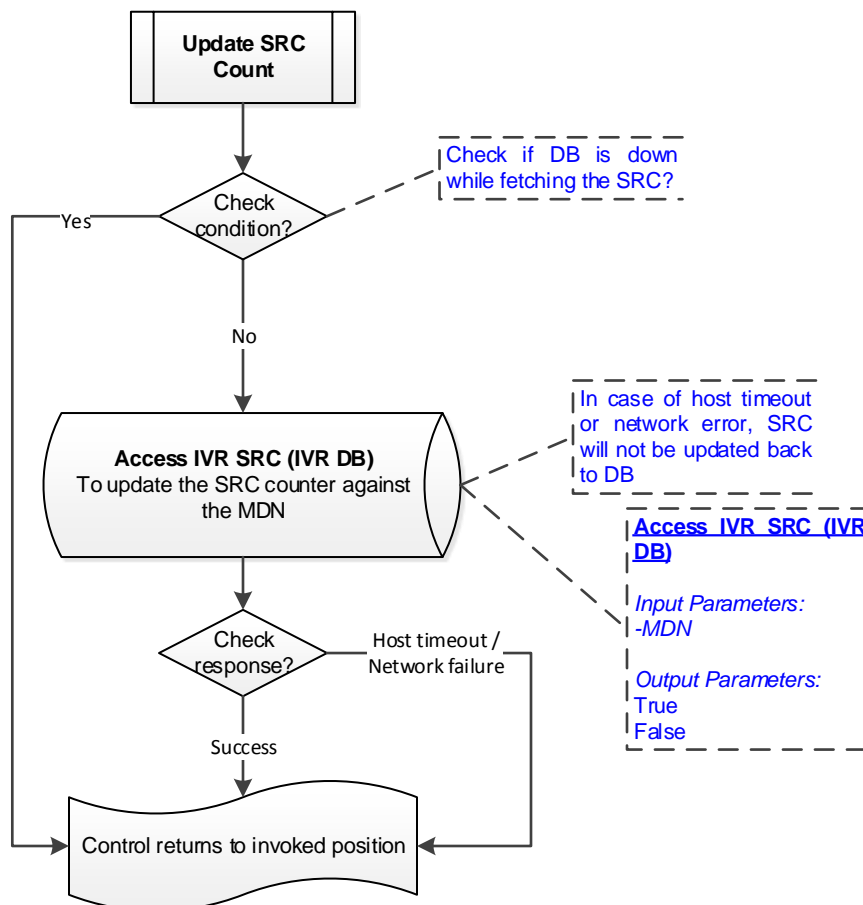 Update SRC
Count
Check if DB is down
while fetching the SRC?
Check
condition?
Yes
No
In case of host timeout
or network error, SRC
will not be updated back
to DB
Access IVR SRC (IVR DB)
To update the SRC counter against
the MDN
Access IVR SRC (IVR
DB)
Input Parameters:
-MDN
Output Parameters:
True
False
Check
response?
Host timeout /
Network failure
Success
Control returns to invoked position